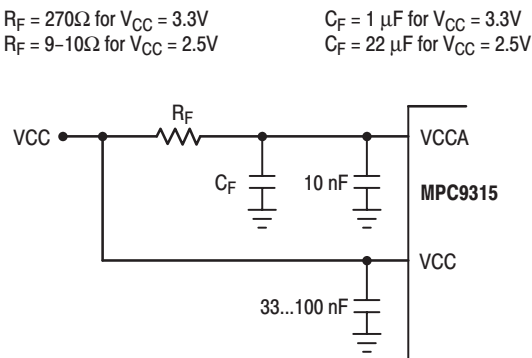 R_F = 270Ω for V_CC = 3.3V
C_F = 1 μF for V_CC = 3.3V
R_F = 9–10Ω for V_CC = 2.5V
C_F = 22 μF for V_CC = 2.5V
R_F
VCC
VCCA
C_F
10 nF
MPC9315
VCC
33...100 nF